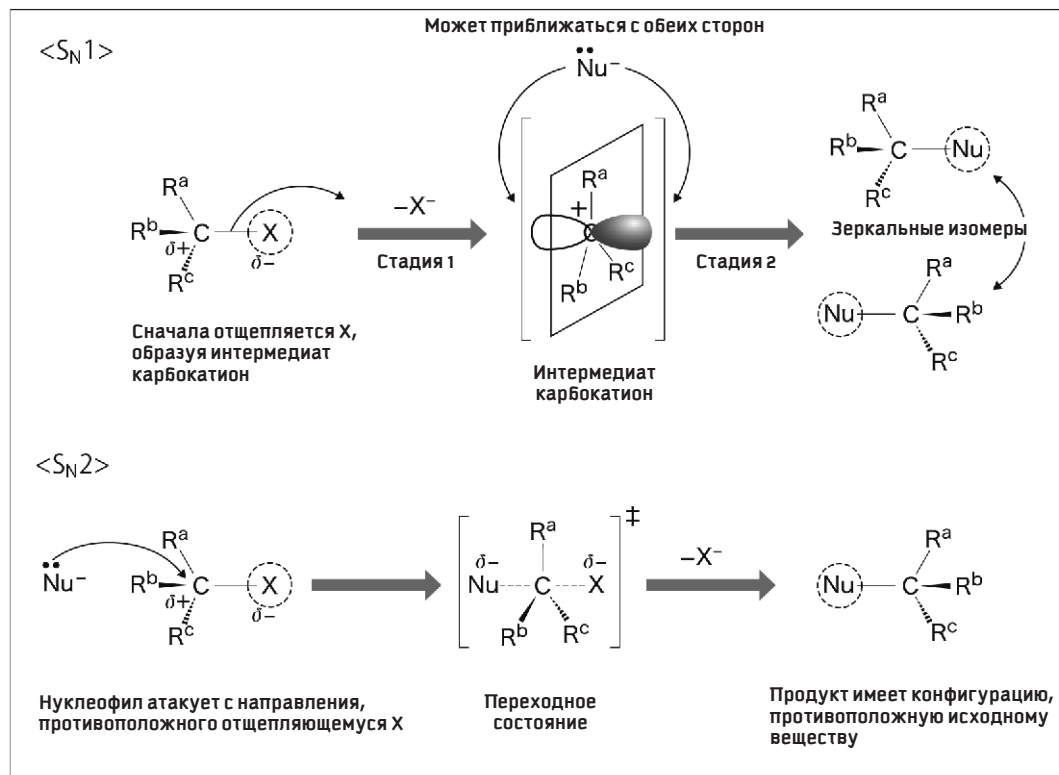 <SN1>
Может приближаться с обеих сторон
Nu−
Ra
Rb
C
X
δ+
δ−
Rc
−X−
Стадия 1
Ra
+
C
Rb
Rc
Стадия 2
Ra
Rb
C
Nu
Rc
Зеркальные изомеры
Ra
Nu
C
Rb
Rc
Сначала отщепляется X,
образуя интермедиат
карбокатион
Интермедиат
карбокатион
<SN2>
Nu−
Ra
Rb
C
X
δ+
δ−
Rc
‡
Ra
δ−
δ−
Nu
C
X
Rb
Rc
−X−
Ra
Nu
C
Rb
Rc
Нуклеофил атакует с направления,
противоположного отщепляющемуся X
Переходное
состояние
Продукт имеет конфигурацию,
противоположную исходному
веществу